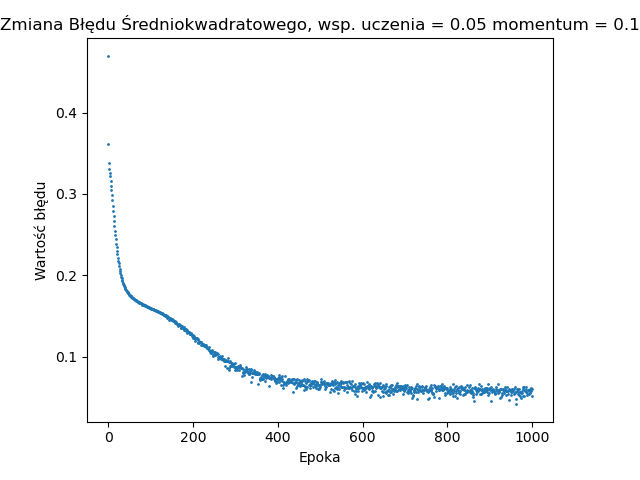 Zmiana Błędu Średniokwadratowego, wsp. uczenia = 0.05 momentum = 0.1
0.4
0.3
0.2
0.1
Wartość błędu
0 200 400 600 800 1000
Epoka